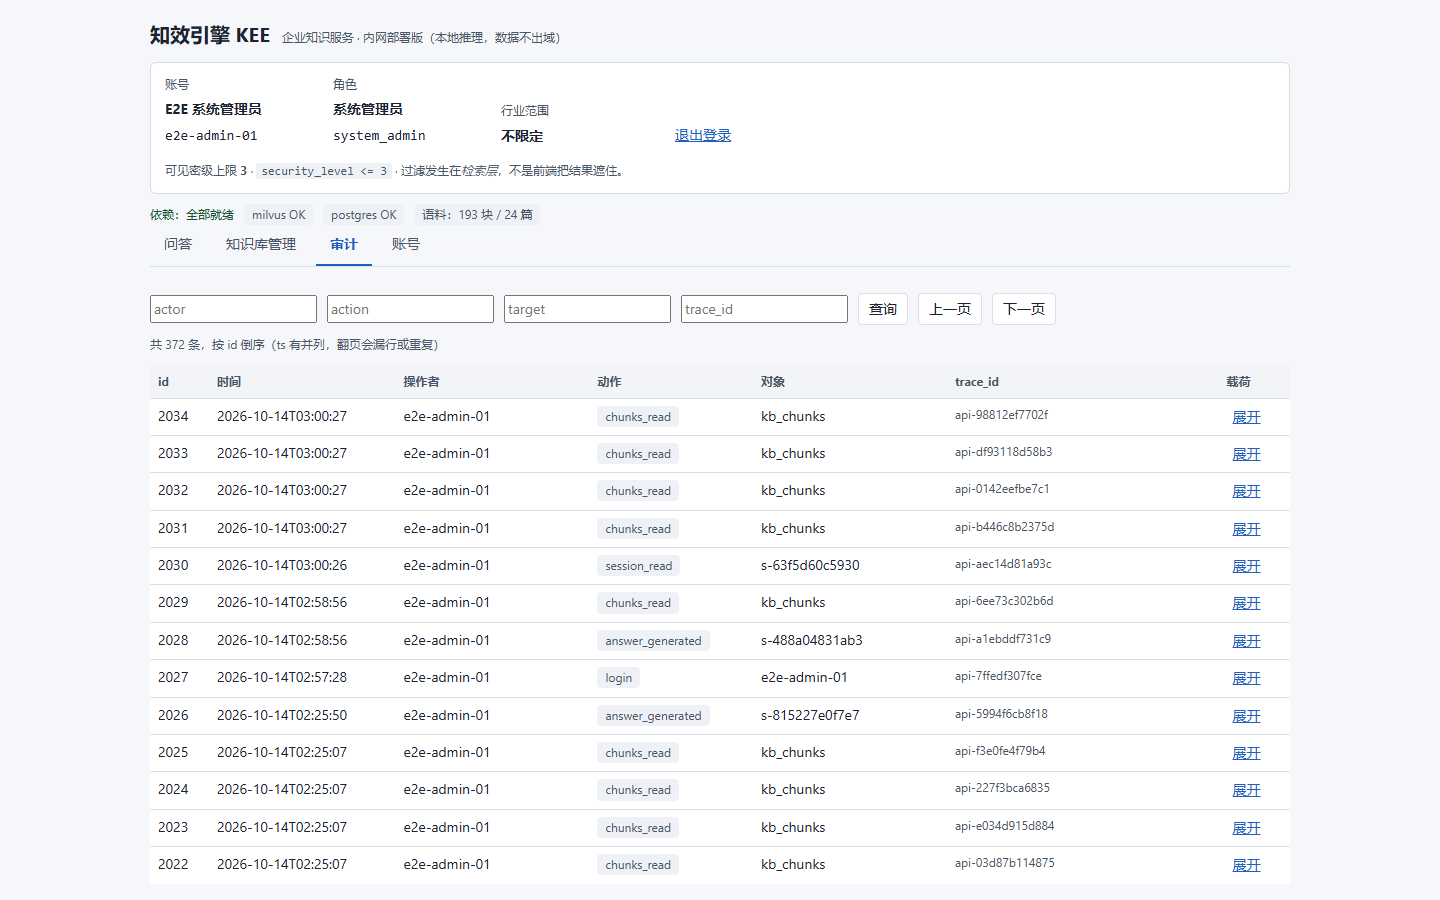 知效引擎 KEE 企业知识服务 · 内网部署版（本地推理，数据不出域）
账号 角色
E2E 系统管理员 系统管理员 行业范围
e2e-admin-01 system_admin 不限定 退出登录
可见密级上限 3 · security_level <= 3 · 过滤发生在检索层，不是前端把结果遮住。
依赖：全部就绪 milvus OK postgres OK 语料：193 块 / 24 篇
问答 知识库管理 审计 账号
actor action target trace_id 查询 上一页 下一页
共 372 条，按 id 倒序（ts 有并列，翻页会漏行或重复）
id 时间 操作者 动作 对象 trace_id 载荷
2034 2026-10-14T03:00:27 e2e-admin-01 chunks_read kb_chunks api-98812ef7702f 展开
2033 2026-10-14T03:00:27 e2e-admin-01 chunks_read kb_chunks api-df93118d58b3 展开
2032 2026-10-14T03:00:27 e2e-admin-01 chunks_read kb_chunks api-0142eefbe7c1 展开
2031 2026-10-14T03:00:27 e2e-admin-01 chunks_read kb_chunks api-b446c8b2375d 展开
2030 2026-10-14T03:00:26 e2e-admin-01 session_read s-63f5d60c5930 api-aec14d81a93c 展开
2029 2026-10-14T02:58:56 e2e-admin-01 chunks_read kb_chunks api-6ee73c302b6d 展开
2028 2026-10-14T02:58:56 e2e-admin-01 answer_generated s-488a04831ab3 api-a1ebddf731c9 展开
2027 2026-10-14T02:57:28 e2e-admin-01 login e2e-admin-01 api-7ffedf307fce 展开
2026 2026-10-14T02:25:50 e2e-admin-01 answer_generated s-815227e0f7e7 api-5994f6cb8f18 展开
2025 2026-10-14T02:25:07 e2e-admin-01 chunks_read kb_chunks api-f3e0fe4f79b4 展开
2024 2026-10-14T02:25:07 e2e-admin-01 chunks_read kb_chunks api-227f3bca6835 展开
2023 2026-10-14T02:25:07 e2e-admin-01 chunks_read kb_chunks api-e034d915d884 展开
2022 2026-10-14T02:25:07 e2e-admin-01 chunks_read kb_chunks api-03d87b114875 展开